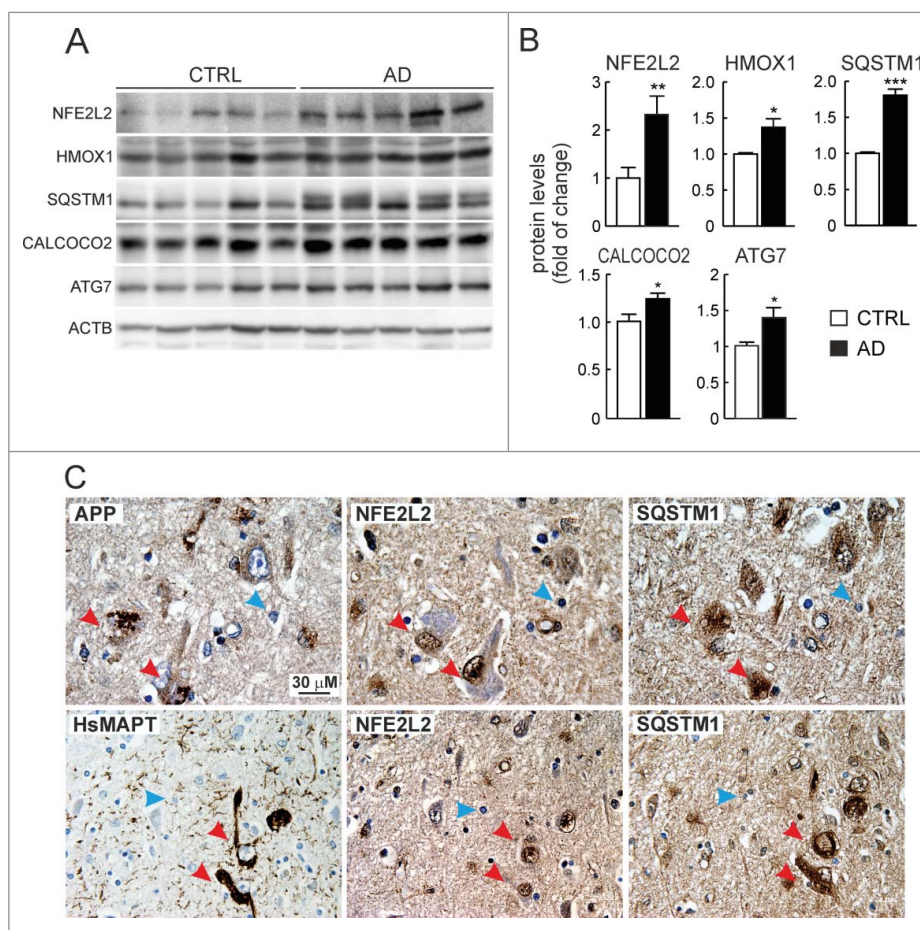 A
CTRL AD
NFE2L2
HMOX1
SQSTM1
CALCOCO2
ATG7
ACTB
B
protein levels
(fold of change)
NFE2L2
3
2
1
0
**
HMOX1
2.0
1.5
1.0
0.5
0
*
SQSTM1
2.0
1.5
1.0
0.5
0
***
CALCOCO2
1.5
1.0
0.5
0
*
ATG7
2
1.5
1
0.5
0
*
CTRL
AD
C
APP
30 µM
NFE2L2
SQSTM1
HsMAPT
NFE2L2
SQSTM1